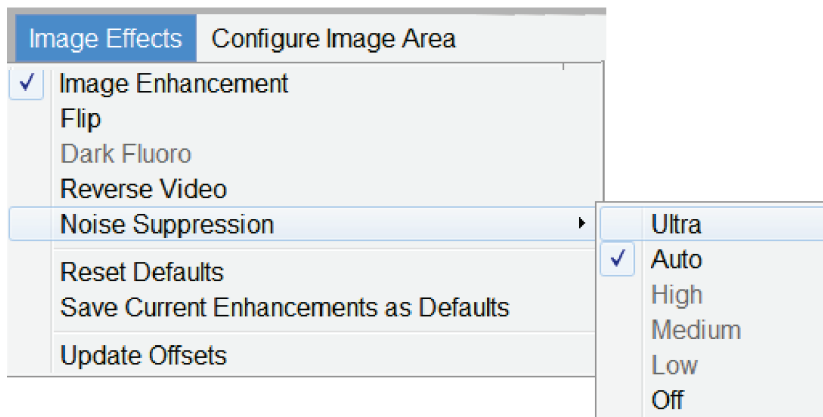 Image Effects Configure Image Area
Image Enhancement
Flip
Dark Fluoro
Reverse Video
Noise Suppression
Reset Defaults
Save Current Enhancements as Defaults
Update Offsets
Ultra
Auto
High
Medium
Low
Off